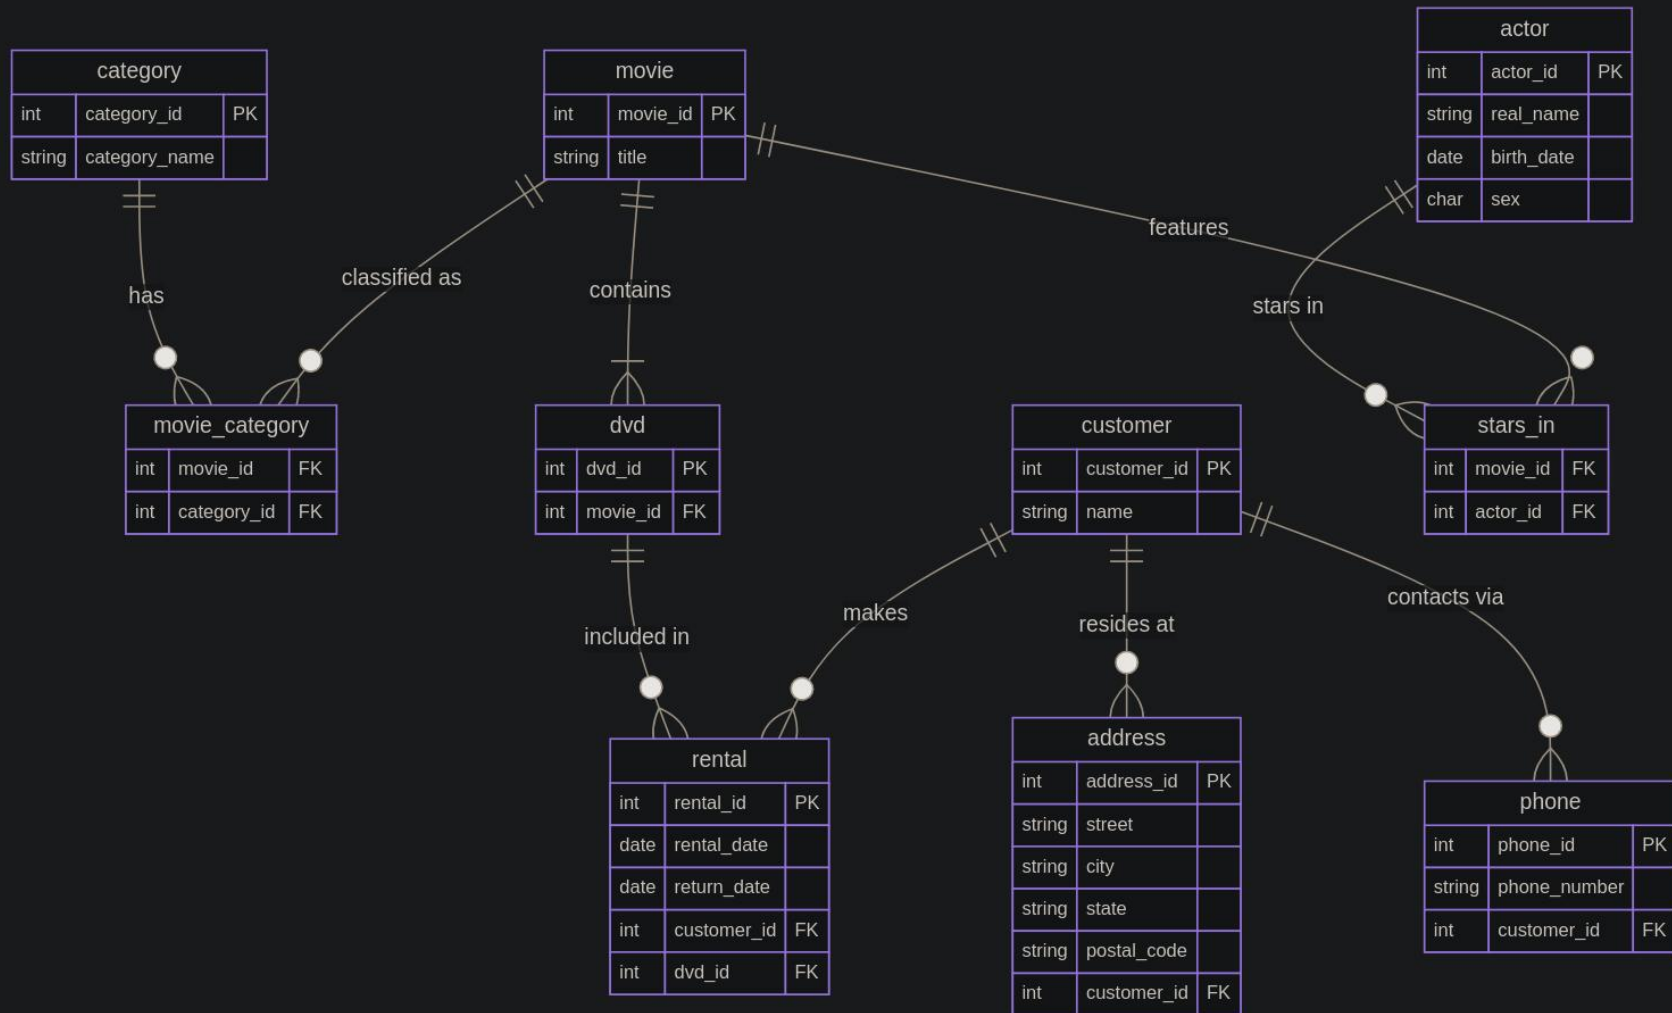 category
int category_id PK
string category_name
movie
int movie_id PK
string title
actor
int actor_id PK
string real_name
date birth_date
char sex
features
classified as
contains
has
stars in
movie_category
int movie_id FK
int category_id FK
dvd
int dvd_id PK
int movie_id FK
customer
int customer_id PK
string name
stars_in
int movie_id FK
int actor_id FK
included in
makes
resides at
contacts via
rental
int rental_id PK
date rental_date
date return_date
int customer_id FK
int dvd_id FK
address
int address_id PK
string street
string city
string state
string postal_code
int customer_id FK
phone
int phone_id PK
string phone_number
int customer_id FK